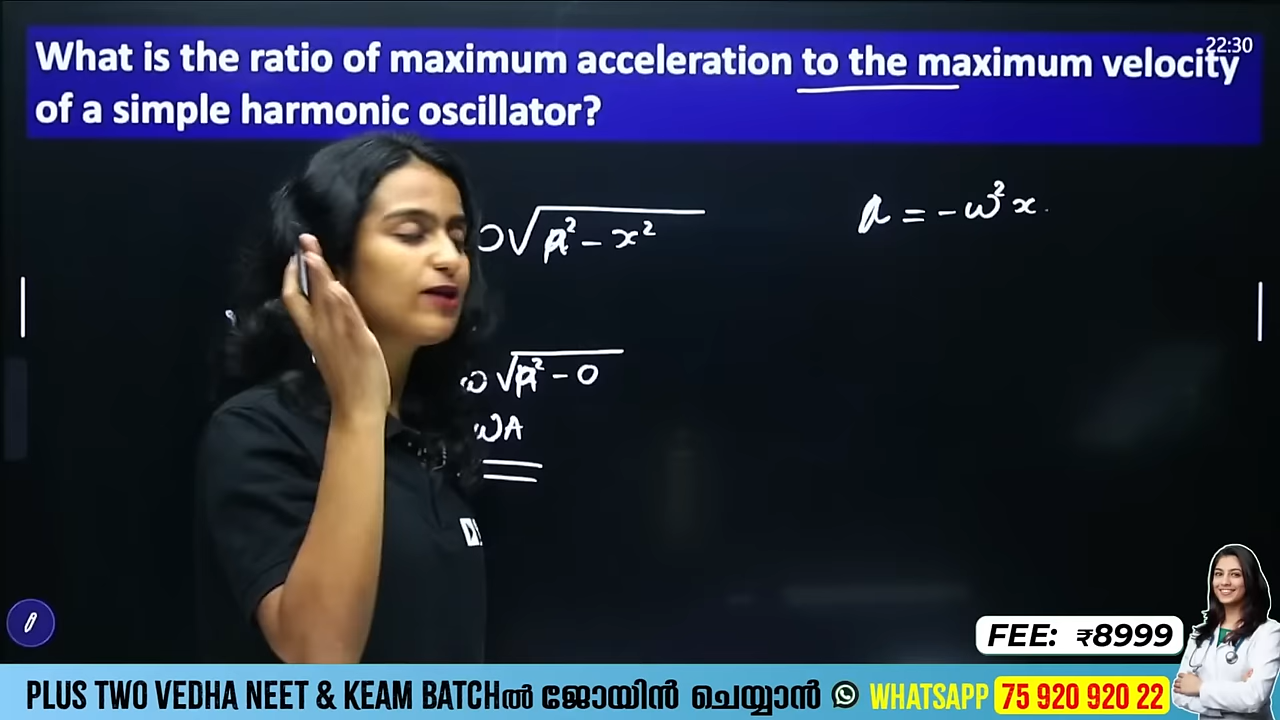 22:30
What is the ratio of maximum acceleration to the maximum velocity
of a simple harmonic oscillator?
√A² - x²
a = -ω²x
ω √A² - 0
ωA
FEE: ₹8999
PLUS TWO VEDHA NEET & KEAM BATCHൽ ജോയിൻ ചെയ്യാൻ WHATSAPP 75 920 920 22